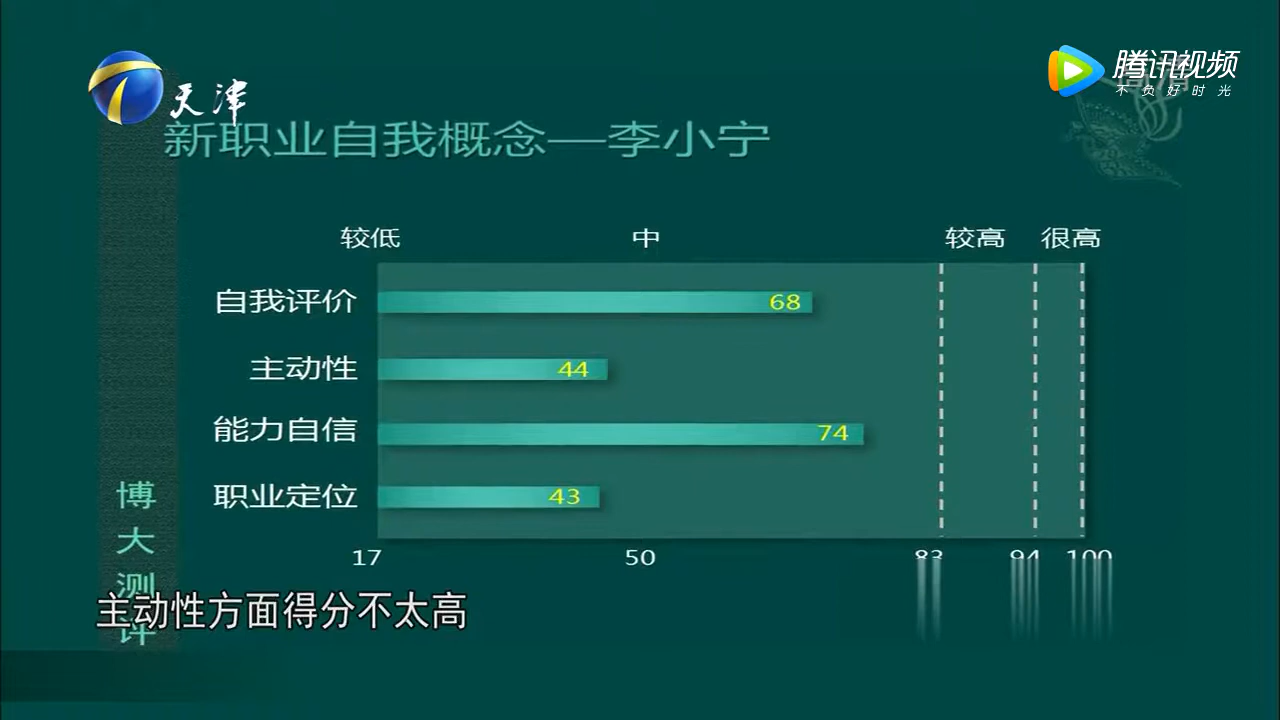 天津
腾讯视频
不负好时光
新职业自我概念—李小宁
较低 中 较高 很高
自我评价 68
主动性 44
能力自信 74
职业定位 43
17 50 83 94 100
博大测评
主动性方面得分不太高